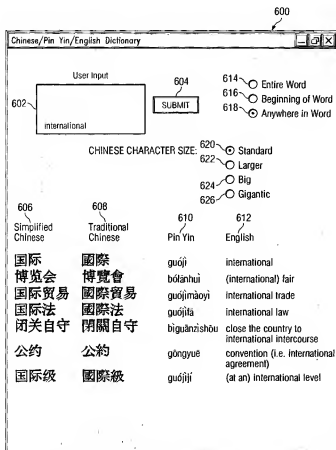 600
Chinese/Pin Yin/English Dictionary
User Input
602
international
604
SUBMIT
614 Entire Word
616 Beginning of Word
618 Anywhere in Word
CHINESE CHARACTER SIZE: 620 Standard
622 Larger
624 Big
626 Gigantic
606 608 610 612
Simplified Chinese Traditional Chinese Pin Yin English
国际 國際 guójì international
博览会 博覽會 bólǎnhuì (international) fair
国际贸易 國際貿易 guójìmàoyì international trade
国际法 國際法 guójìfǎ international law
闭关自守 閉關自守 bìguānzìshǒu close the country to
international intercourse
公约 公約 gōngyuē convention (i.e. international
agreement)
国际级 國際級 guójìjí (at an) international level